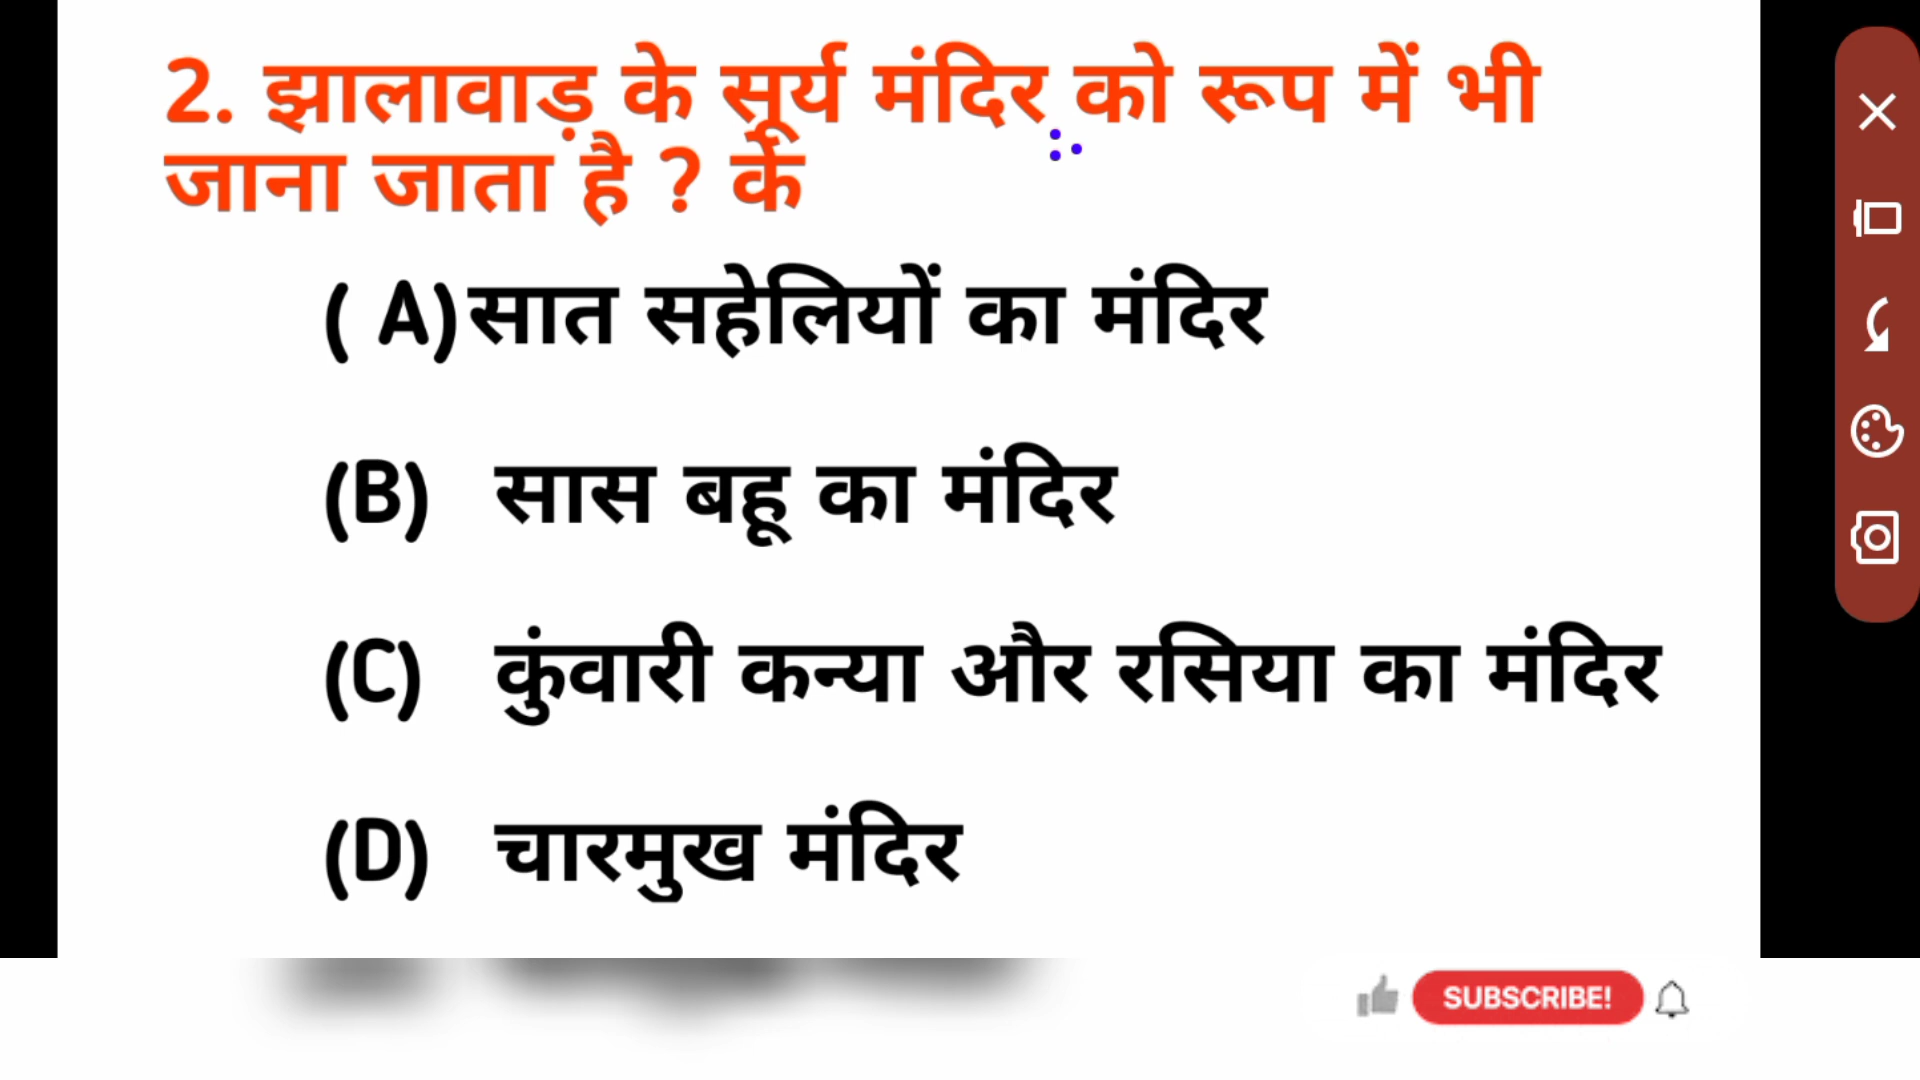 2. झालावाड़ के सूर्य मंदिर को रूप में भी
जाना जाता है ? के
( A)सात सहेलियों का मंदिर
(B) सास बहू का मंदिर
(C) कुंवारी कन्या और रसिया का मंदिर
(D) चारमुख मंदिर
SUBSCRIBE!